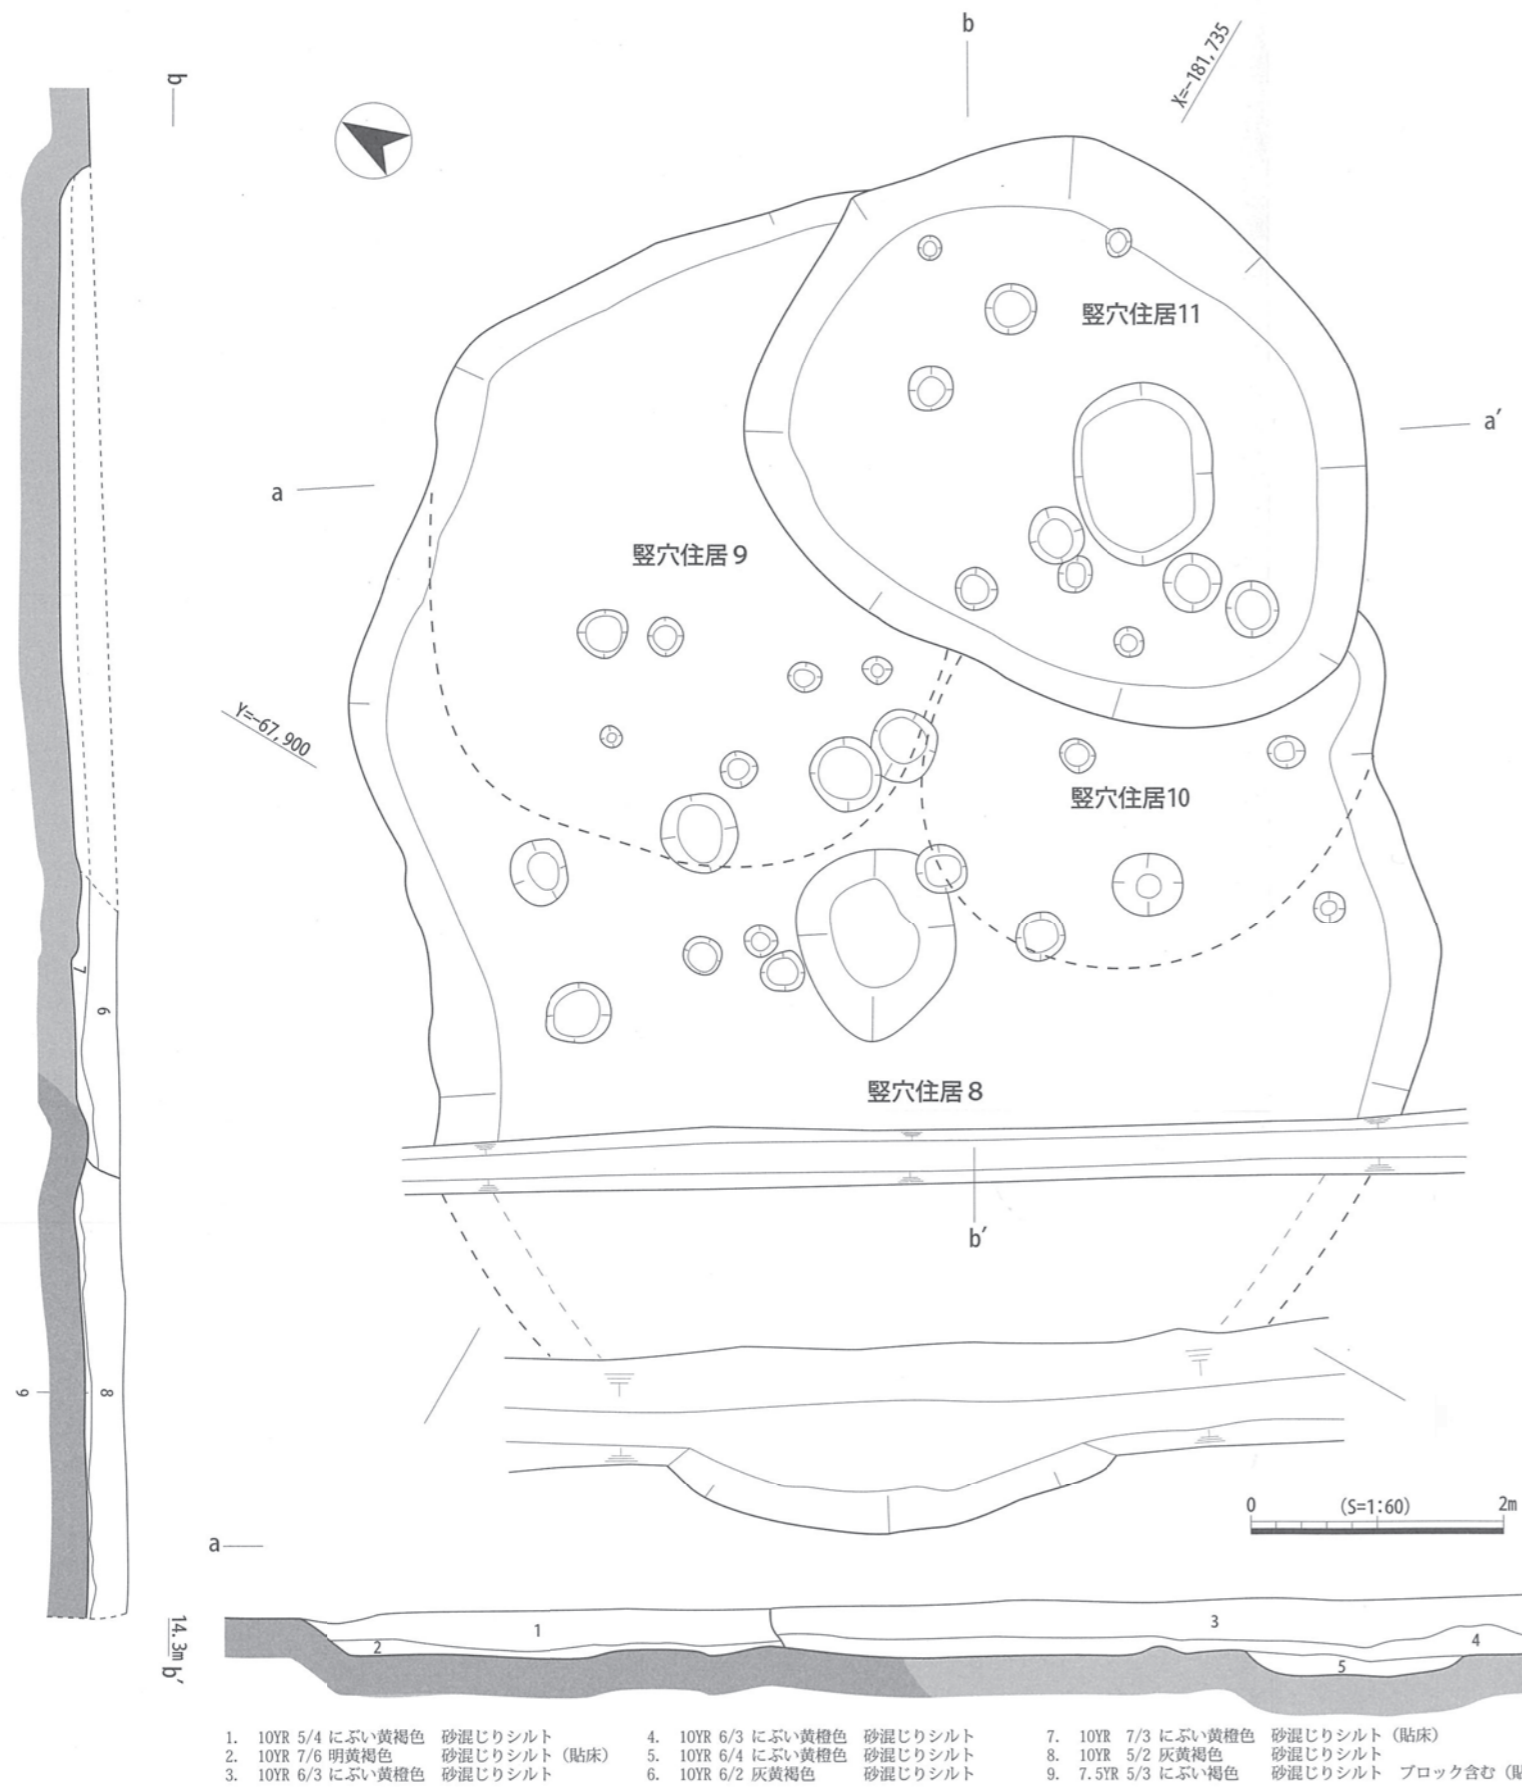 b
X=-181,735
b
竪穴住居11
a′
a
竪穴住居９
Y=-67,900
竪穴住居10
7
6
竪穴住居８
b′
9
8
0 (S=1:60) 2m
a
14.3m
b′
1
2
3
4
5
1. 10YR 5/4 にぶい黄褐色 砂混じりシルト
2. 10YR 7/6 明黄褐色 砂混じりシルト（貼床）
3. 10YR 6/3 にぶい黄橙色 砂混じりシルト
4. 10YR 6/3 にぶい黄橙色 砂混じりシルト
5. 10YR 6/4 にぶい黄橙色 砂混じりシルト
6. 10YR 6/2 灰黄褐色 砂混じりシルト
7. 10YR 7/3 にぶい黄橙色 砂混じりシルト（貼床）
8. 10YR 5/2 灰黄褐色 砂混じりシルト
9. 7.5YR 5/3 にぶい褐色 砂混じりシルト ブロック含む（